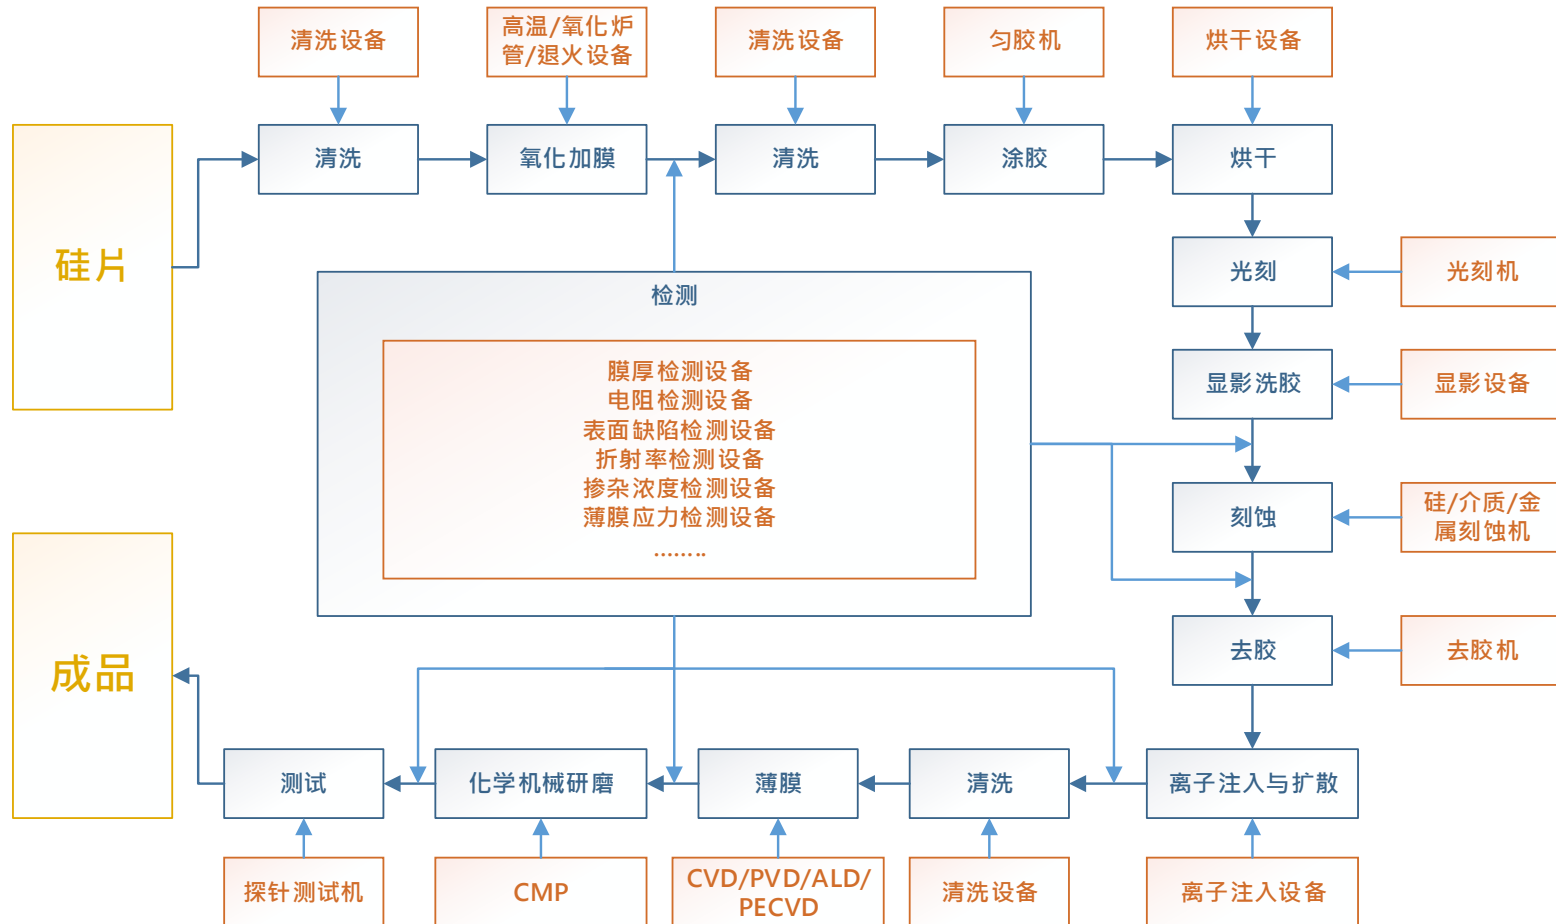 清洗设备
高温/氧化炉
管/退火设备
清洗设备
匀胶机
烘干设备
清洗
氧化加膜
清洗
涂胶
烘干
硅片
光刻
光刻机
检测
膜厚检测设备
电阻检测设备
表面缺陷检测设备
折射率检测设备
掺杂浓度检测设备
薄膜应力检测设备
........
显影洗胶
显影设备
刻蚀
硅/介质/金
属刻蚀机
去胶
去胶机
成品
测试
化学机械研磨
薄膜
清洗
离子注入与扩散
探针测试机
CMP
CVD/PVD/ALD/
PECVD
清洗设备
离子注入设备